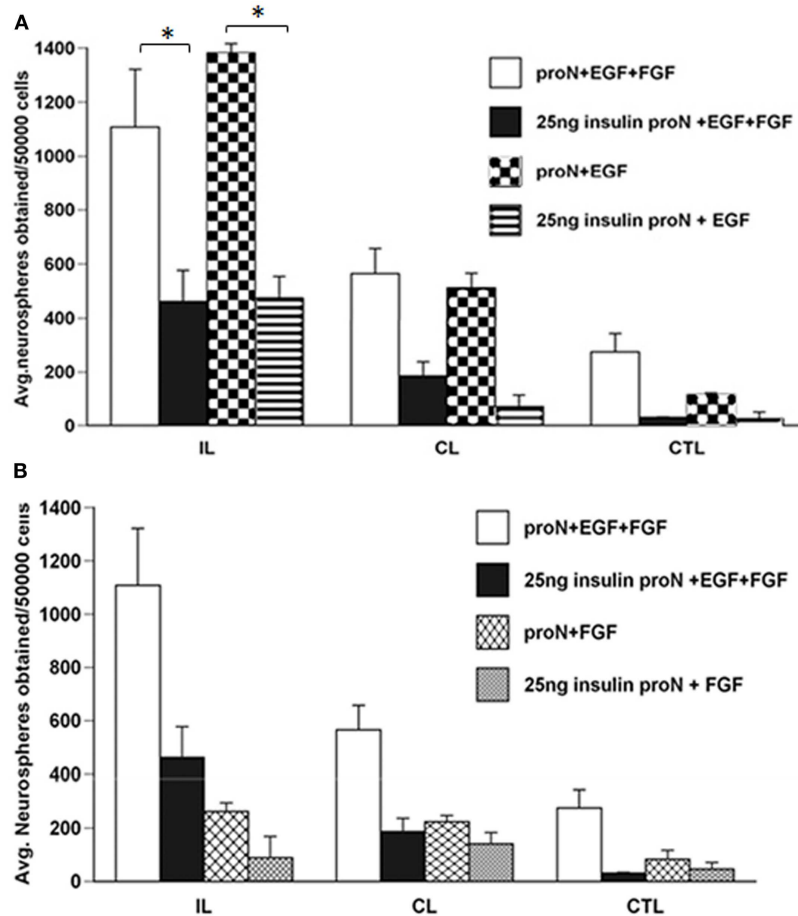 A
* *
1400
1200
1000
800
600
400
200
0
Avg.neurospheres obtained/50000 cells
proN+EGF+FGF
25ng insulin proN +EGF+FGF
proN+EGF
25ng insulin proN + EGF
IL CL CTL
B
1400
1200
1000
800
600
400
200
0
Avg. Neurospheres obtained/50000 cells
proN+EGF+FGF
25ng insulin proN +EGF+FGF
proN+FGF
25ng insulin proN + FGF
IL CL CTL